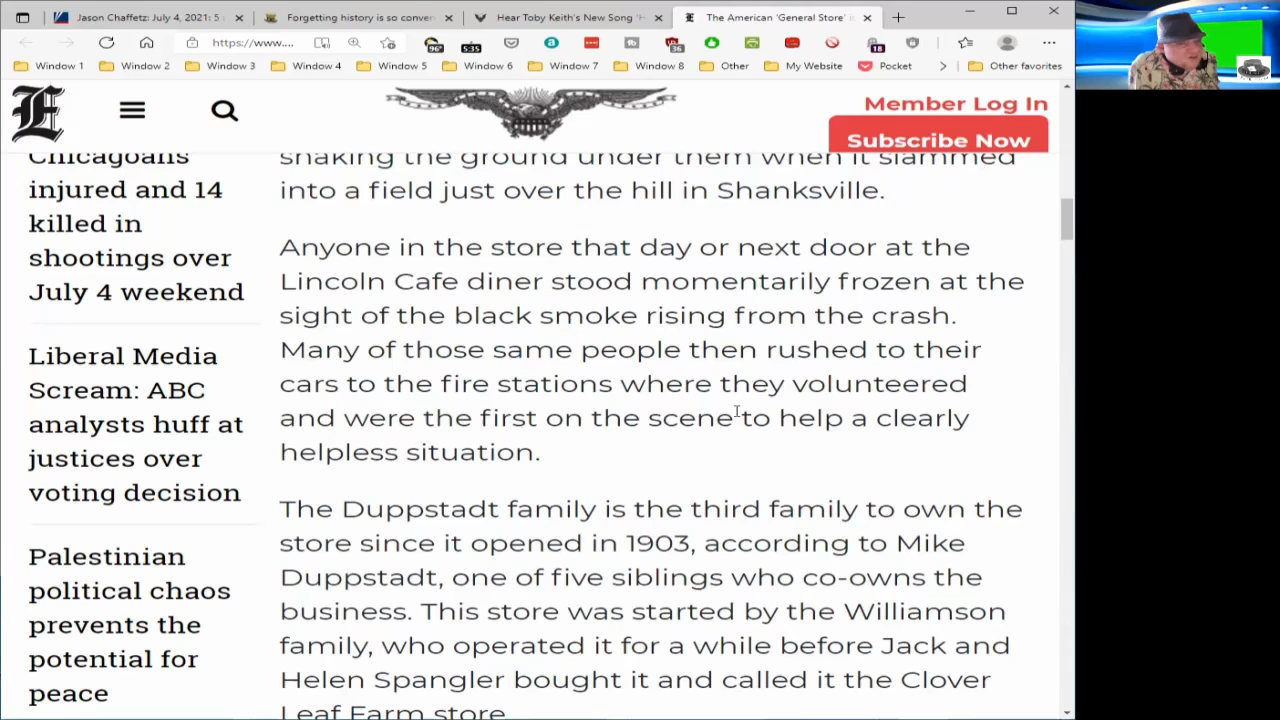 Jason Chaffetz: July 4, 2021: 5
Forgetting history is so conver
Hear Toby Keith's New Song 'H
The American 'General Store'
https://www....
96°
5:35
36
18
Window 1
Window 2
Window 3
Window 4
Window 5
Window 6
Window 7
Window 8
Other
My Website
Pocket
Other favorites
E
Member Log In
Subscribe Now
Chicagoans
injured and 14
killed in
shootings over
July 4 weekend
Liberal Media
Scream: ABC
analysts huff at
justices over
voting decision
Palestinian
political chaos
prevents the
potential for
peace
shaking the ground under them when it slammed
into a field just over the hill in Shanksville.
Anyone in the store that day or next door at the
Lincoln Cafe diner stood momentarily frozen at the
sight of the black smoke rising from the crash.
Many of those same people then rushed to their
cars to the fire stations where they volunteered
and were the first on the scene to help a clearly
helpless situation.
The Duppstadt family is the third family to own the
store since it opened in 1903, according to Mike
Duppstadt, one of five siblings who co-owns the
business. This store was started by the Williamson
family, who operated it for a while before Jack and
Helen Spangler bought it and called it the Clover
Leaf Farm store.